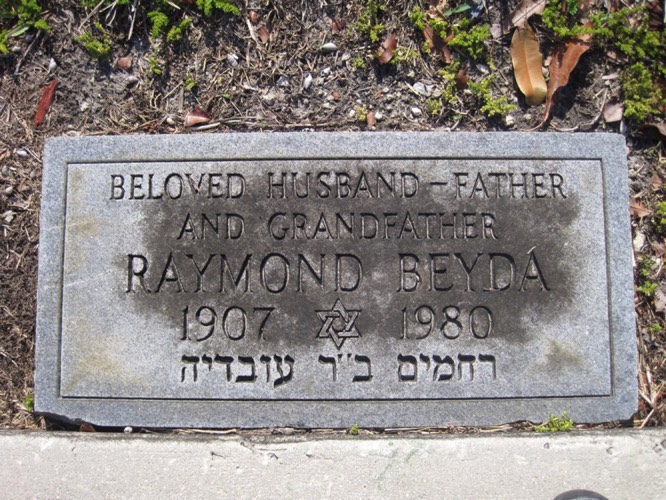 BELOVED HUSBAND - FATHER
AND GRANDFATHER
RAYMOND BEYDA
1907 ✡ 1980
רחמים ב״ר עובדיה